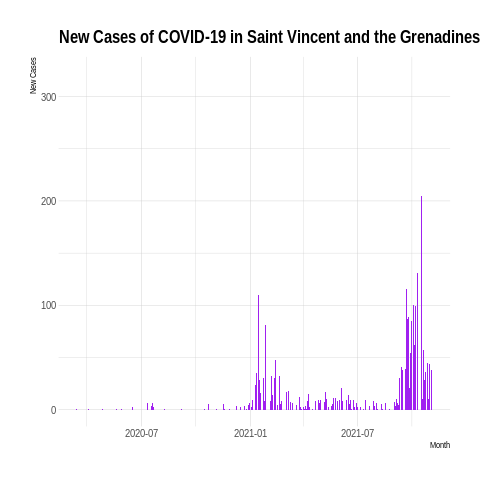 New Cases of COVID-19 in Saint Vincent and the Grenadines
New Cases
300
200
100
0
2020-07
2021-01
2021-07
Month